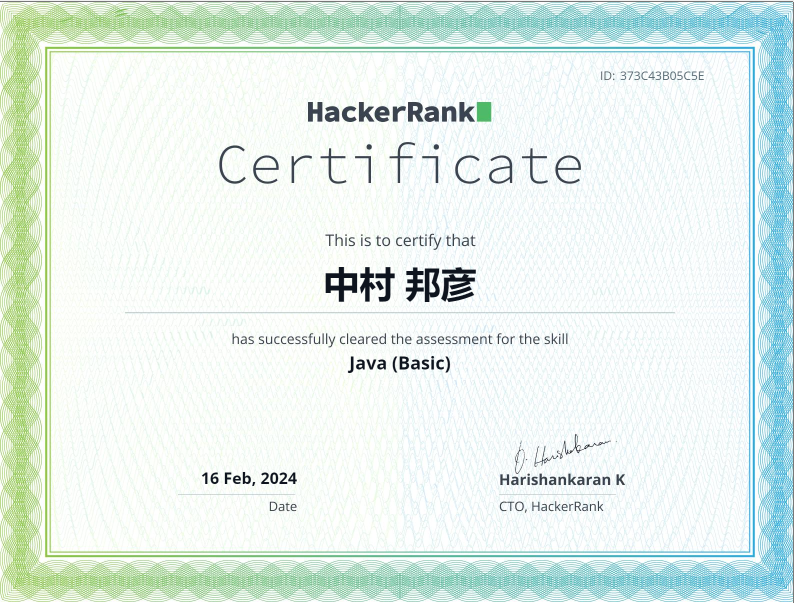 ID: 373C43B05C5E
HackerRank
Certificate
This is to certify that
中村 邦彦
has successfully cleared the assessment for the skill
Java (Basic)
16 Feb, 2024
Date
Harishankaran K
CTO, HackerRank